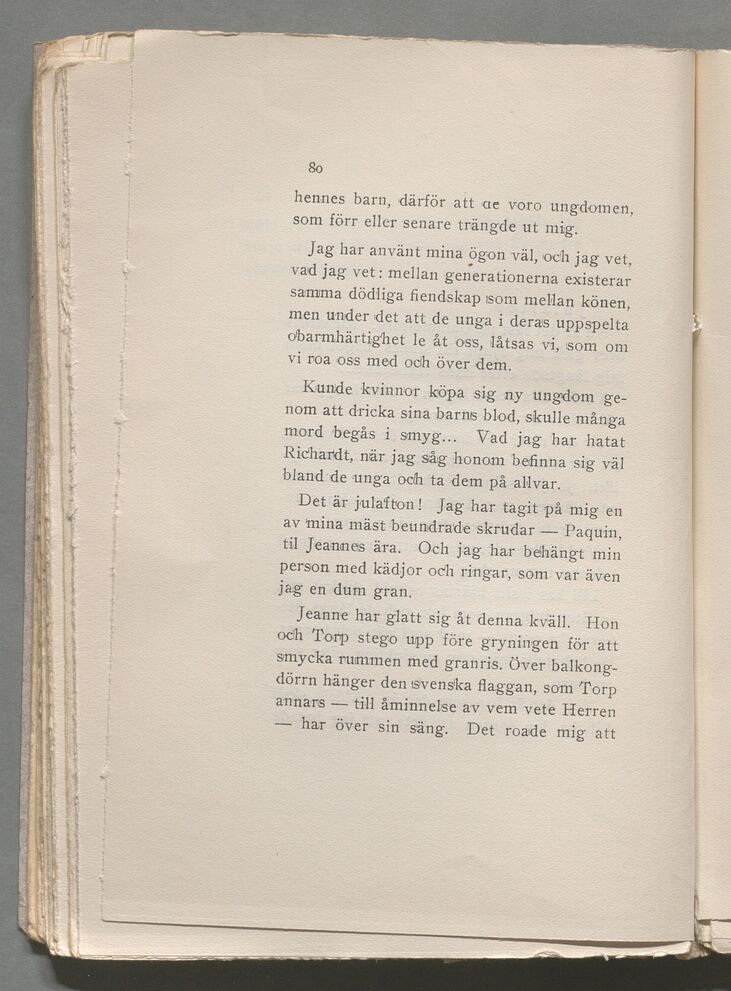 80
hennes barn, därför att de voro ungdomen,
som förr eller senare trängde ut mig.
Jag har använt mina ögon väl, och jag vet,
vad jag vet: mellan generationerna existerar
samma dödliga fiendskap som mellan könen,
men under det att de unga i deras uppspelta
obarmhärtighet le åt oss, låtsas vi, som om
vi roa oss med och över dem.
Kunde kvinnor köpa sig ny ungdom ge-
nom att dricka sina barns blod, skulle många
mord begås i smyg... Vad jag har hatat
Richardt, när jag såg honom befinna sig väl
bland de unga och ta dem på allvar.
Det är julafton! Jag har tagit på mig en
av mina mäst beundrade skrudar — Paquin,
til Jeannes ära. Och jag har behängt min
person med kädjor och ringar, som var även
jag en dum gran.
Jeanne har glatt sig åt denna kväll. Hon
och Torp stego upp före gryningen för att
smycka rummen med granris. Över balkong-
dörrn hänger den svenska flaggan, som Torp
annars — till åminnelse av vem vete Herren
— har över sin säng. Det roade mig att